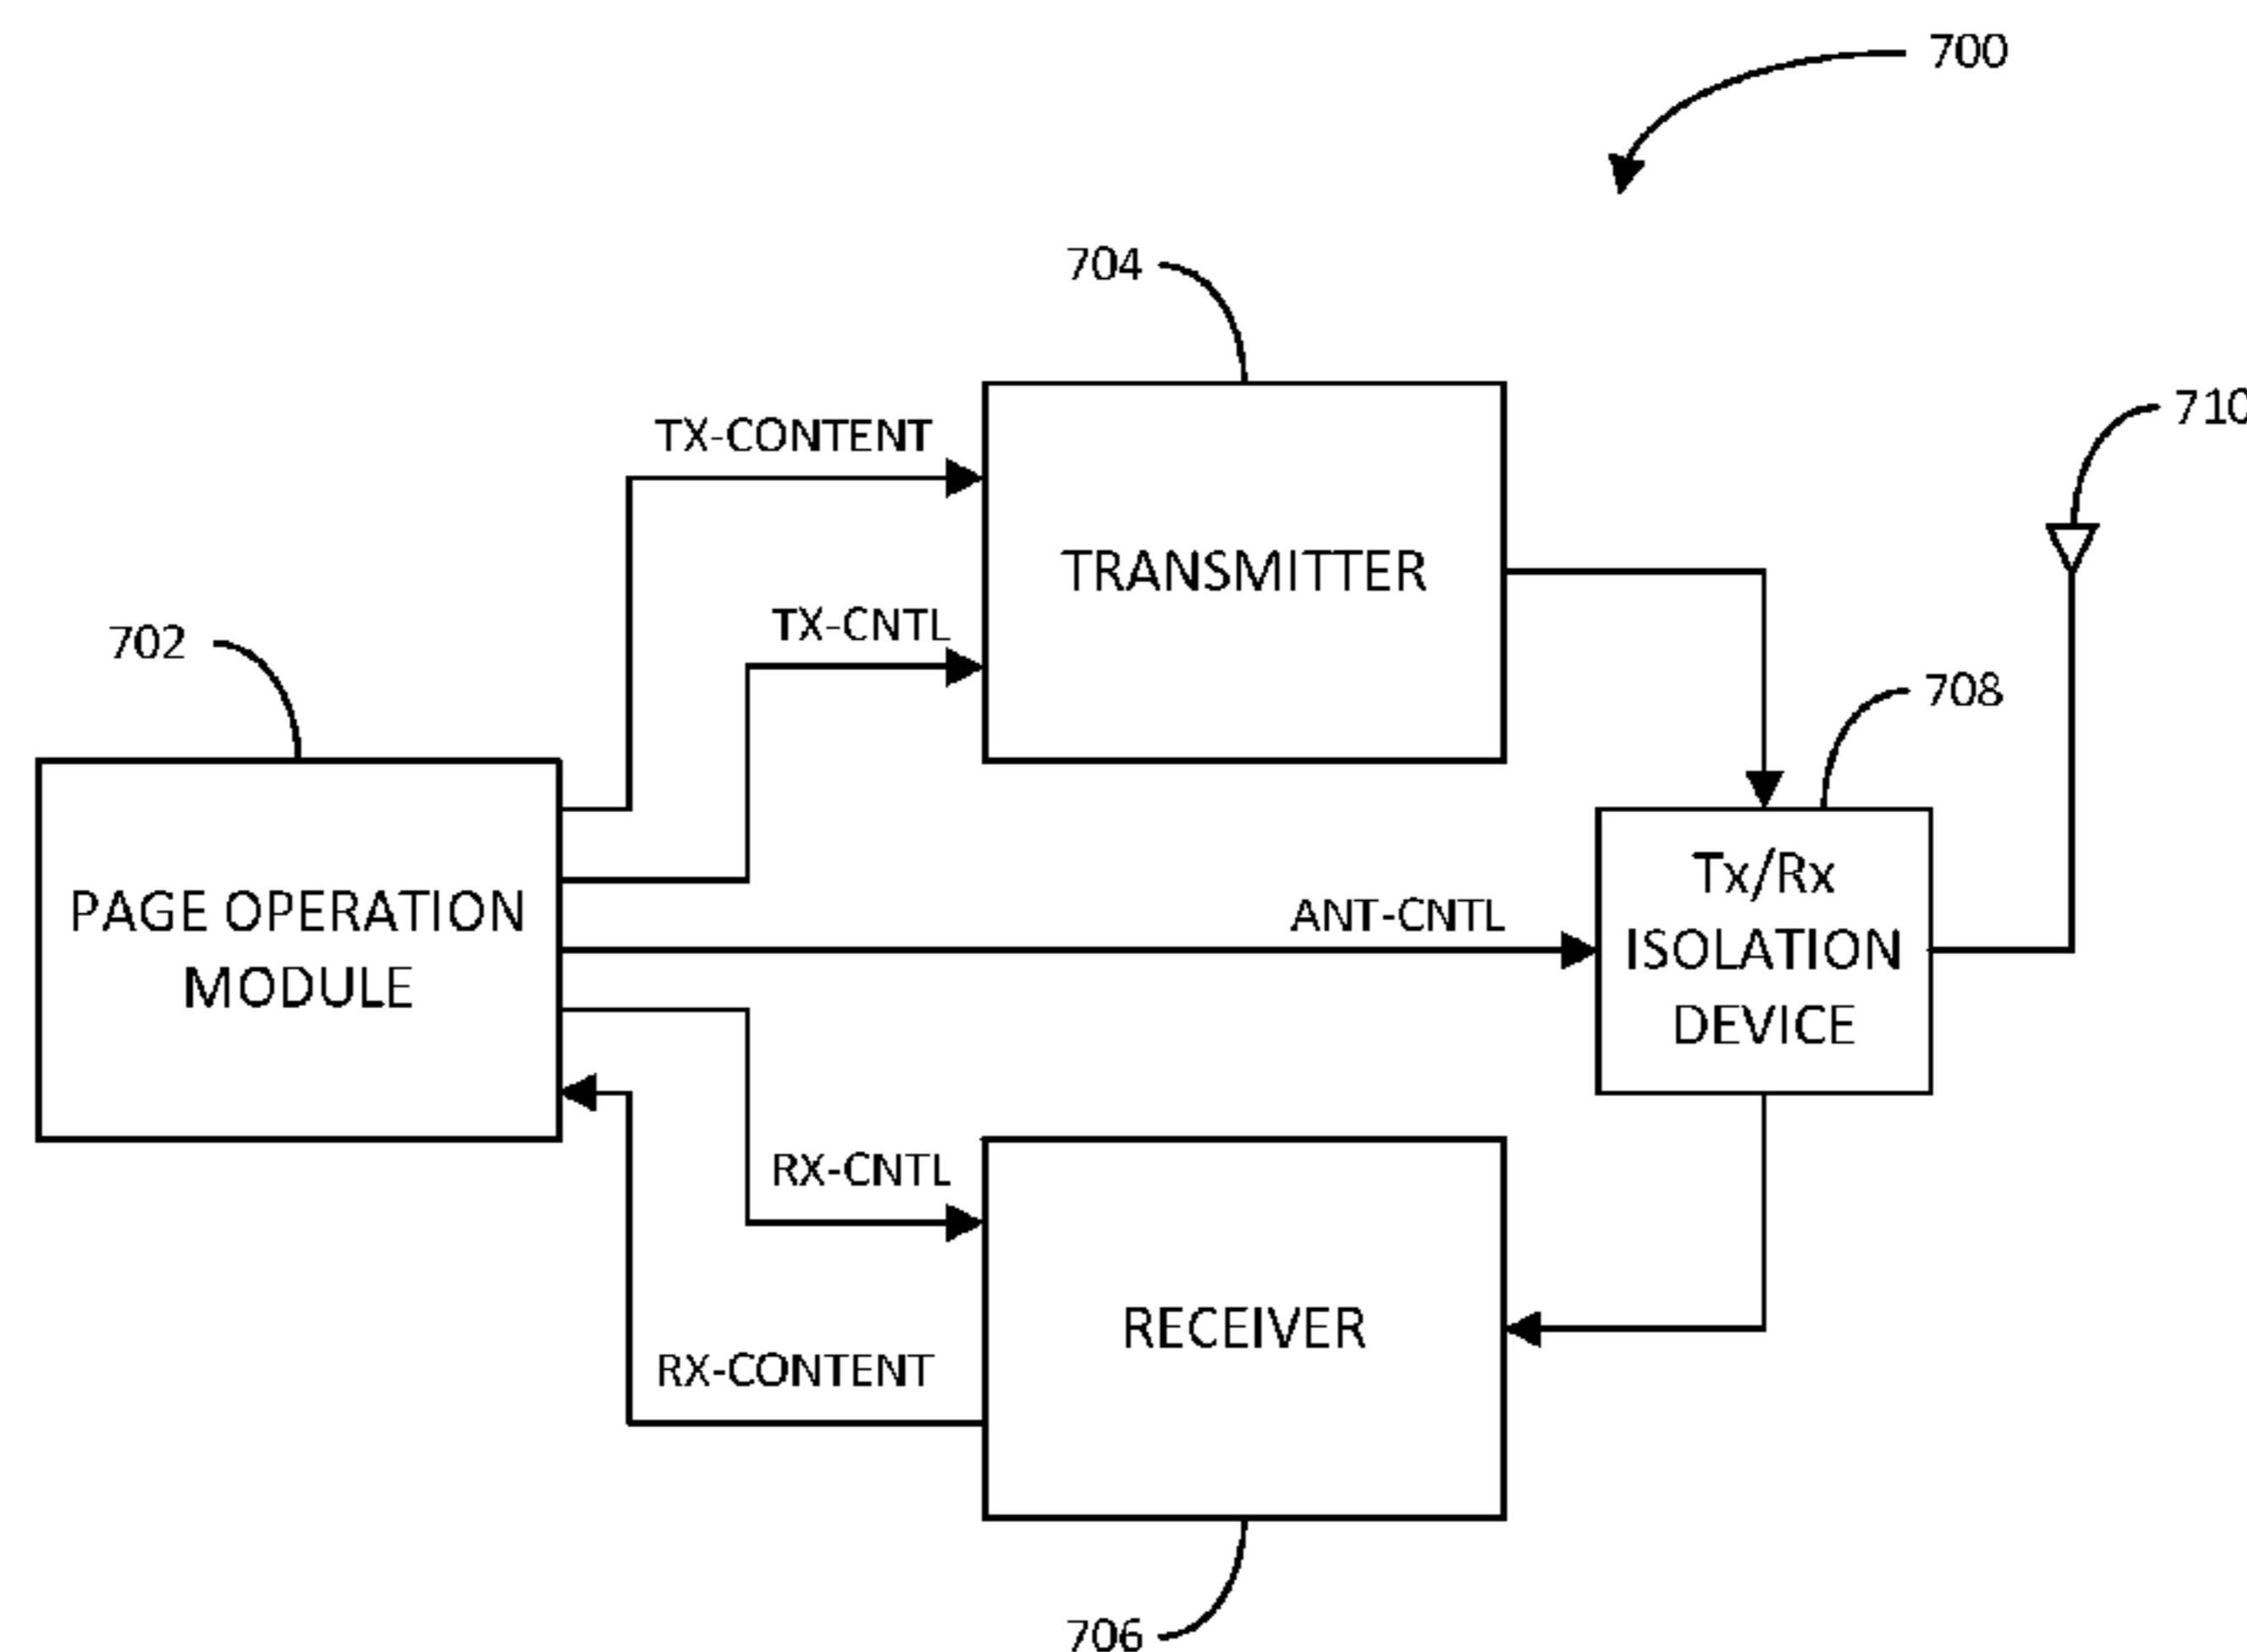 700
704
710
TX-CONTENT
TRANSMITTER
TX-CNTL
702
708
PAGE OPERATION
MODULE
ANT-CNTL
Tx/Rx
ISOLATION
DEVICE
RX-CNTL
RECEIVER
RX-CONTENT
706